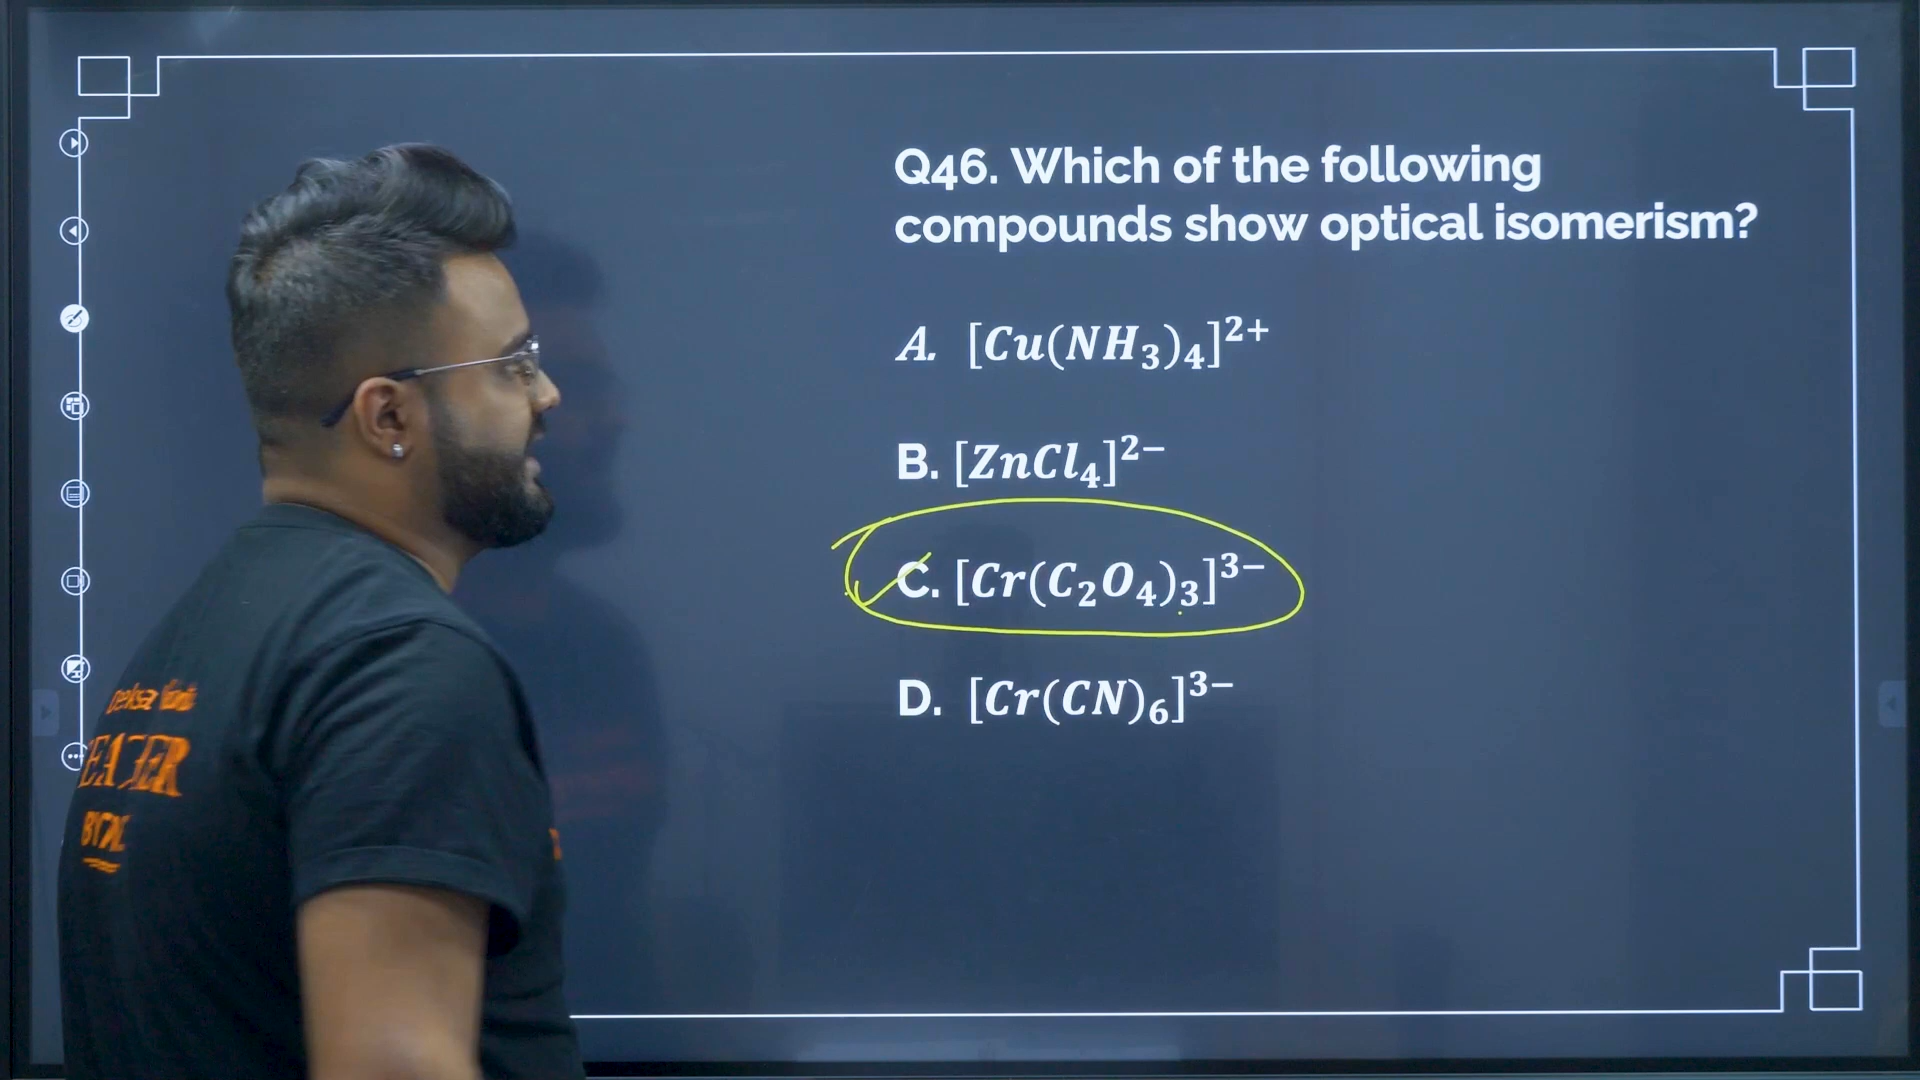 Q46. Which of the following
compounds show optical isomerism?
A. [Cu(NH₃)₄]²⁺
B. [ZnCl₄]²⁻
C. [Cr(C₂O₄)₃]³⁻
D. [Cr(CN)₆]³⁻